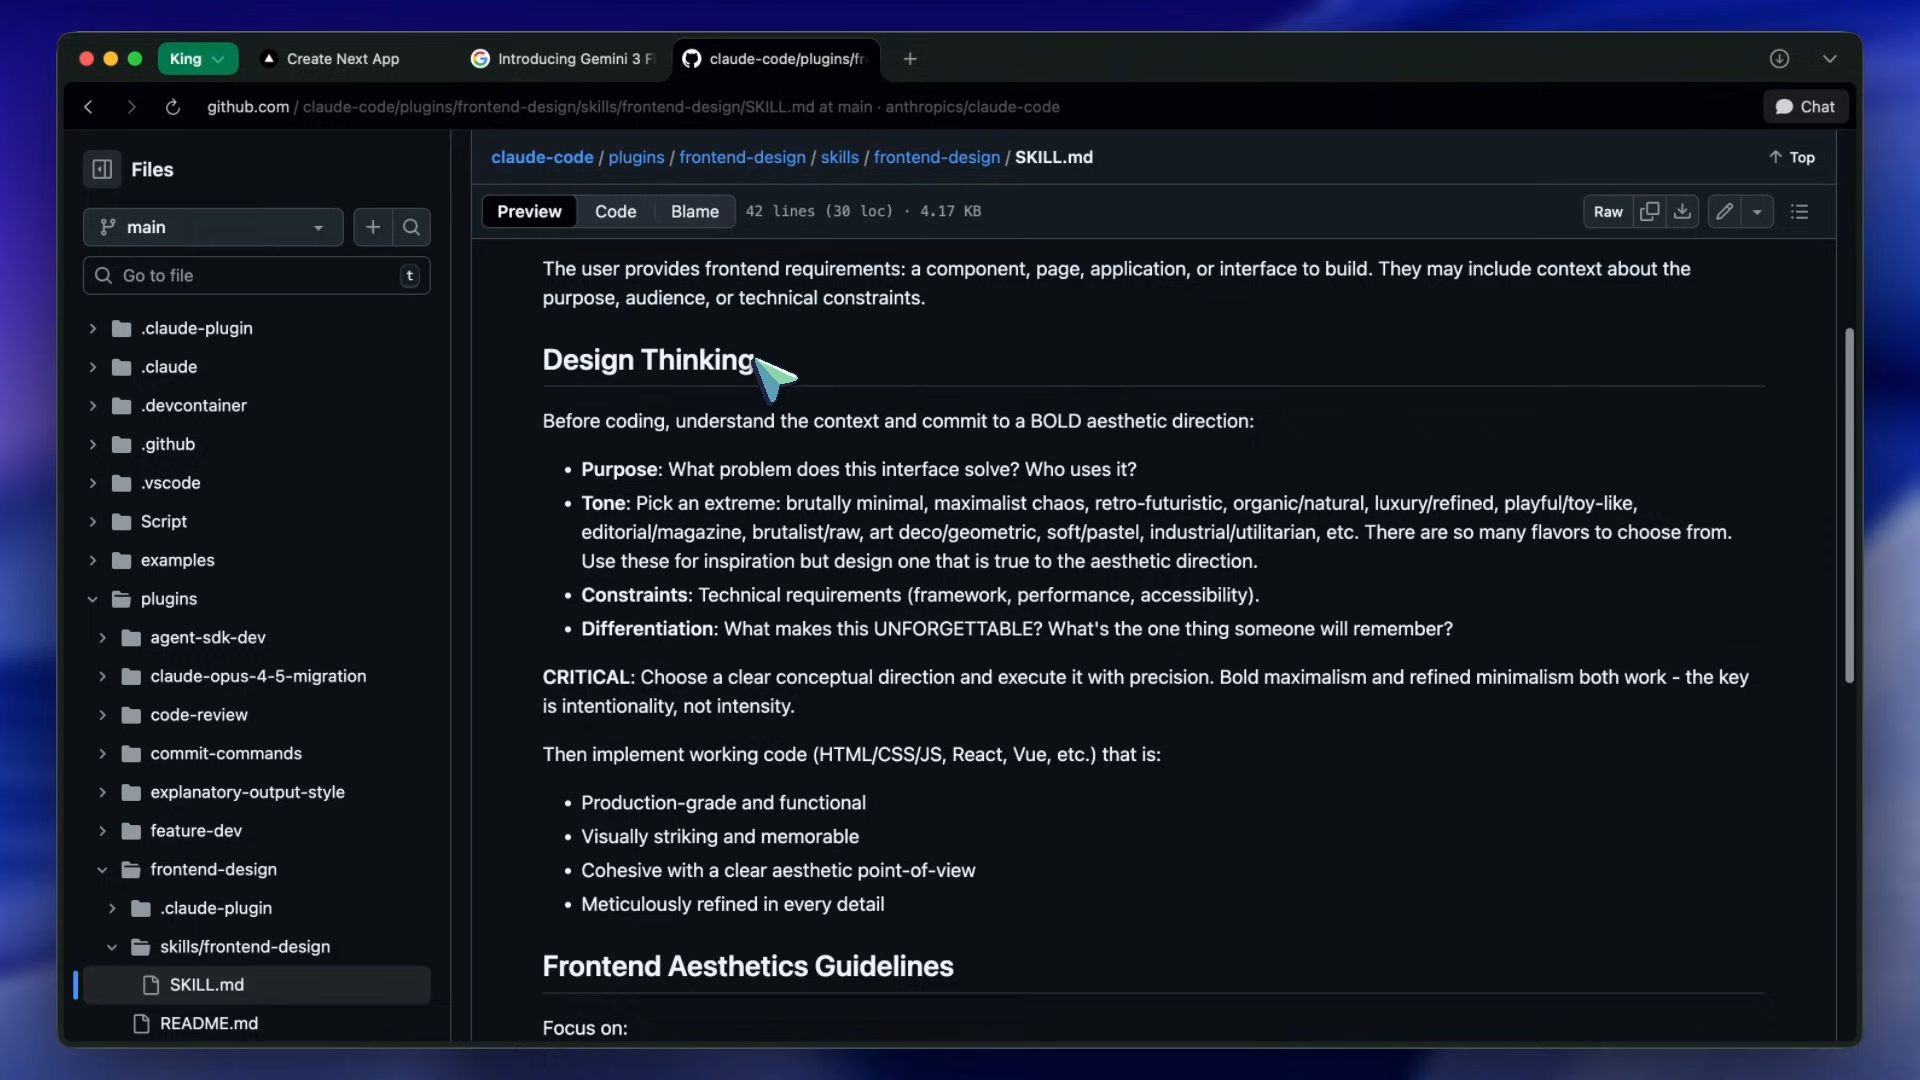 King
Create Next App
Introducing Gemini 3 Fl
claude-code/plugins/fr
github.com / claude-code/plugins/frontend-design/skills/frontend-design/SKILL.md at main · anthropics/claude-code
Chat
Files
main
Go to file
t
.claude-plugin
.claude
.devcontainer
.github
.vscode
Script
examples
plugins
agent-sdk-dev
claude-opus-4-5-migration
code-review
commit-commands
explanatory-output-style
feature-dev
frontend-design
.claude-plugin
skills/frontend-design
SKILL.md
README.md
claude-code / plugins / frontend-design / skills / frontend-design / SKILL.md
Top
Preview
Code
Blame
42 lines (30 loc) · 4.17 KB
Raw
The user provides frontend requirements: a component, page, application, or interface to build. They may include context about the
purpose, audience, or technical constraints.
Design Thinking
Before coding, understand the context and commit to a BOLD aesthetic direction:
• Purpose: What problem does this interface solve? Who uses it?
• Tone: Pick an extreme: brutally minimal, maximalist chaos, retro-futuristic, organic/natural, luxury/refined, playful/toy-like,
editorial/magazine, brutalist/raw, art deco/geometric, soft/pastel, industrial/utilitarian, etc. There are so many flavors to choose from.
Use these for inspiration but design one that is true to the aesthetic direction.
• Constraints: Technical requirements (framework, performance, accessibility).
• Differentiation: What makes this UNFORGETTABLE? What's the one thing someone will remember?
CRITICAL: Choose a clear conceptual direction and execute it with precision. Bold maximalism and refined minimalism both work - the key
is intentionality, not intensity.
Then implement working code (HTML/CSS/JS, React, Vue, etc.) that is:
• Production-grade and functional
• Visually striking and memorable
• Cohesive with a clear aesthetic point-of-view
• Meticulously refined in every detail
Frontend Aesthetics Guidelines
Focus on: